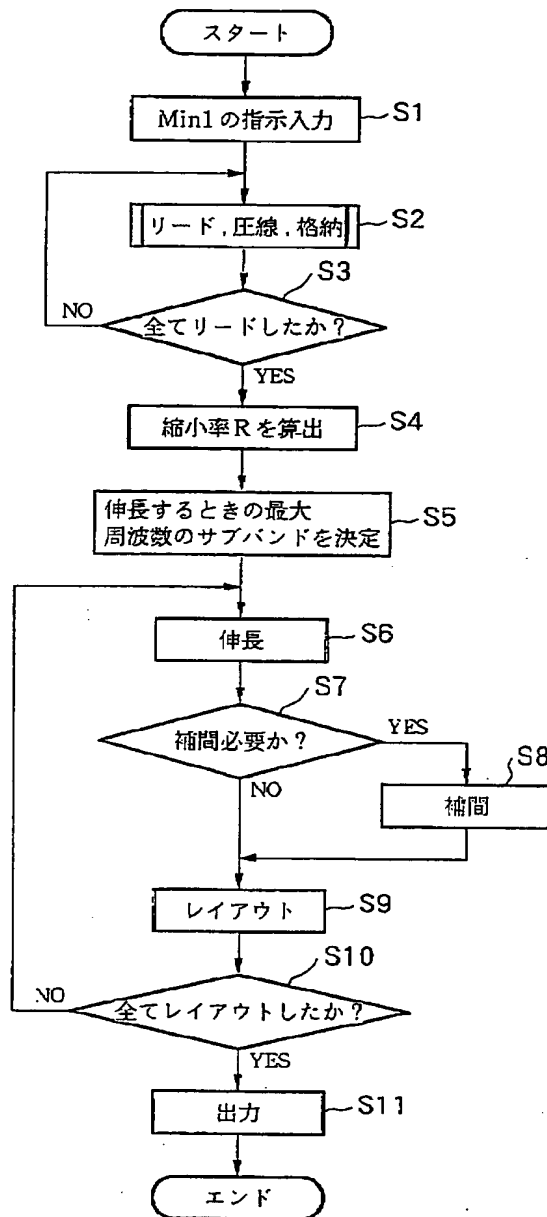 スタート
Min1の指示入力
S1
リード,圧線,格納
S2
S3
全てリードしたか?
NO
YES
縮小率Rを算出
S4
伸長するときの最大
周波数のサブバンドを決定
S5
伸長
S6
S7
補間必要か?
YES
NO
S8
補間
レイアウト
S9
S10
全てレイアウトしたか?
NO
YES
出力
S11
エンド